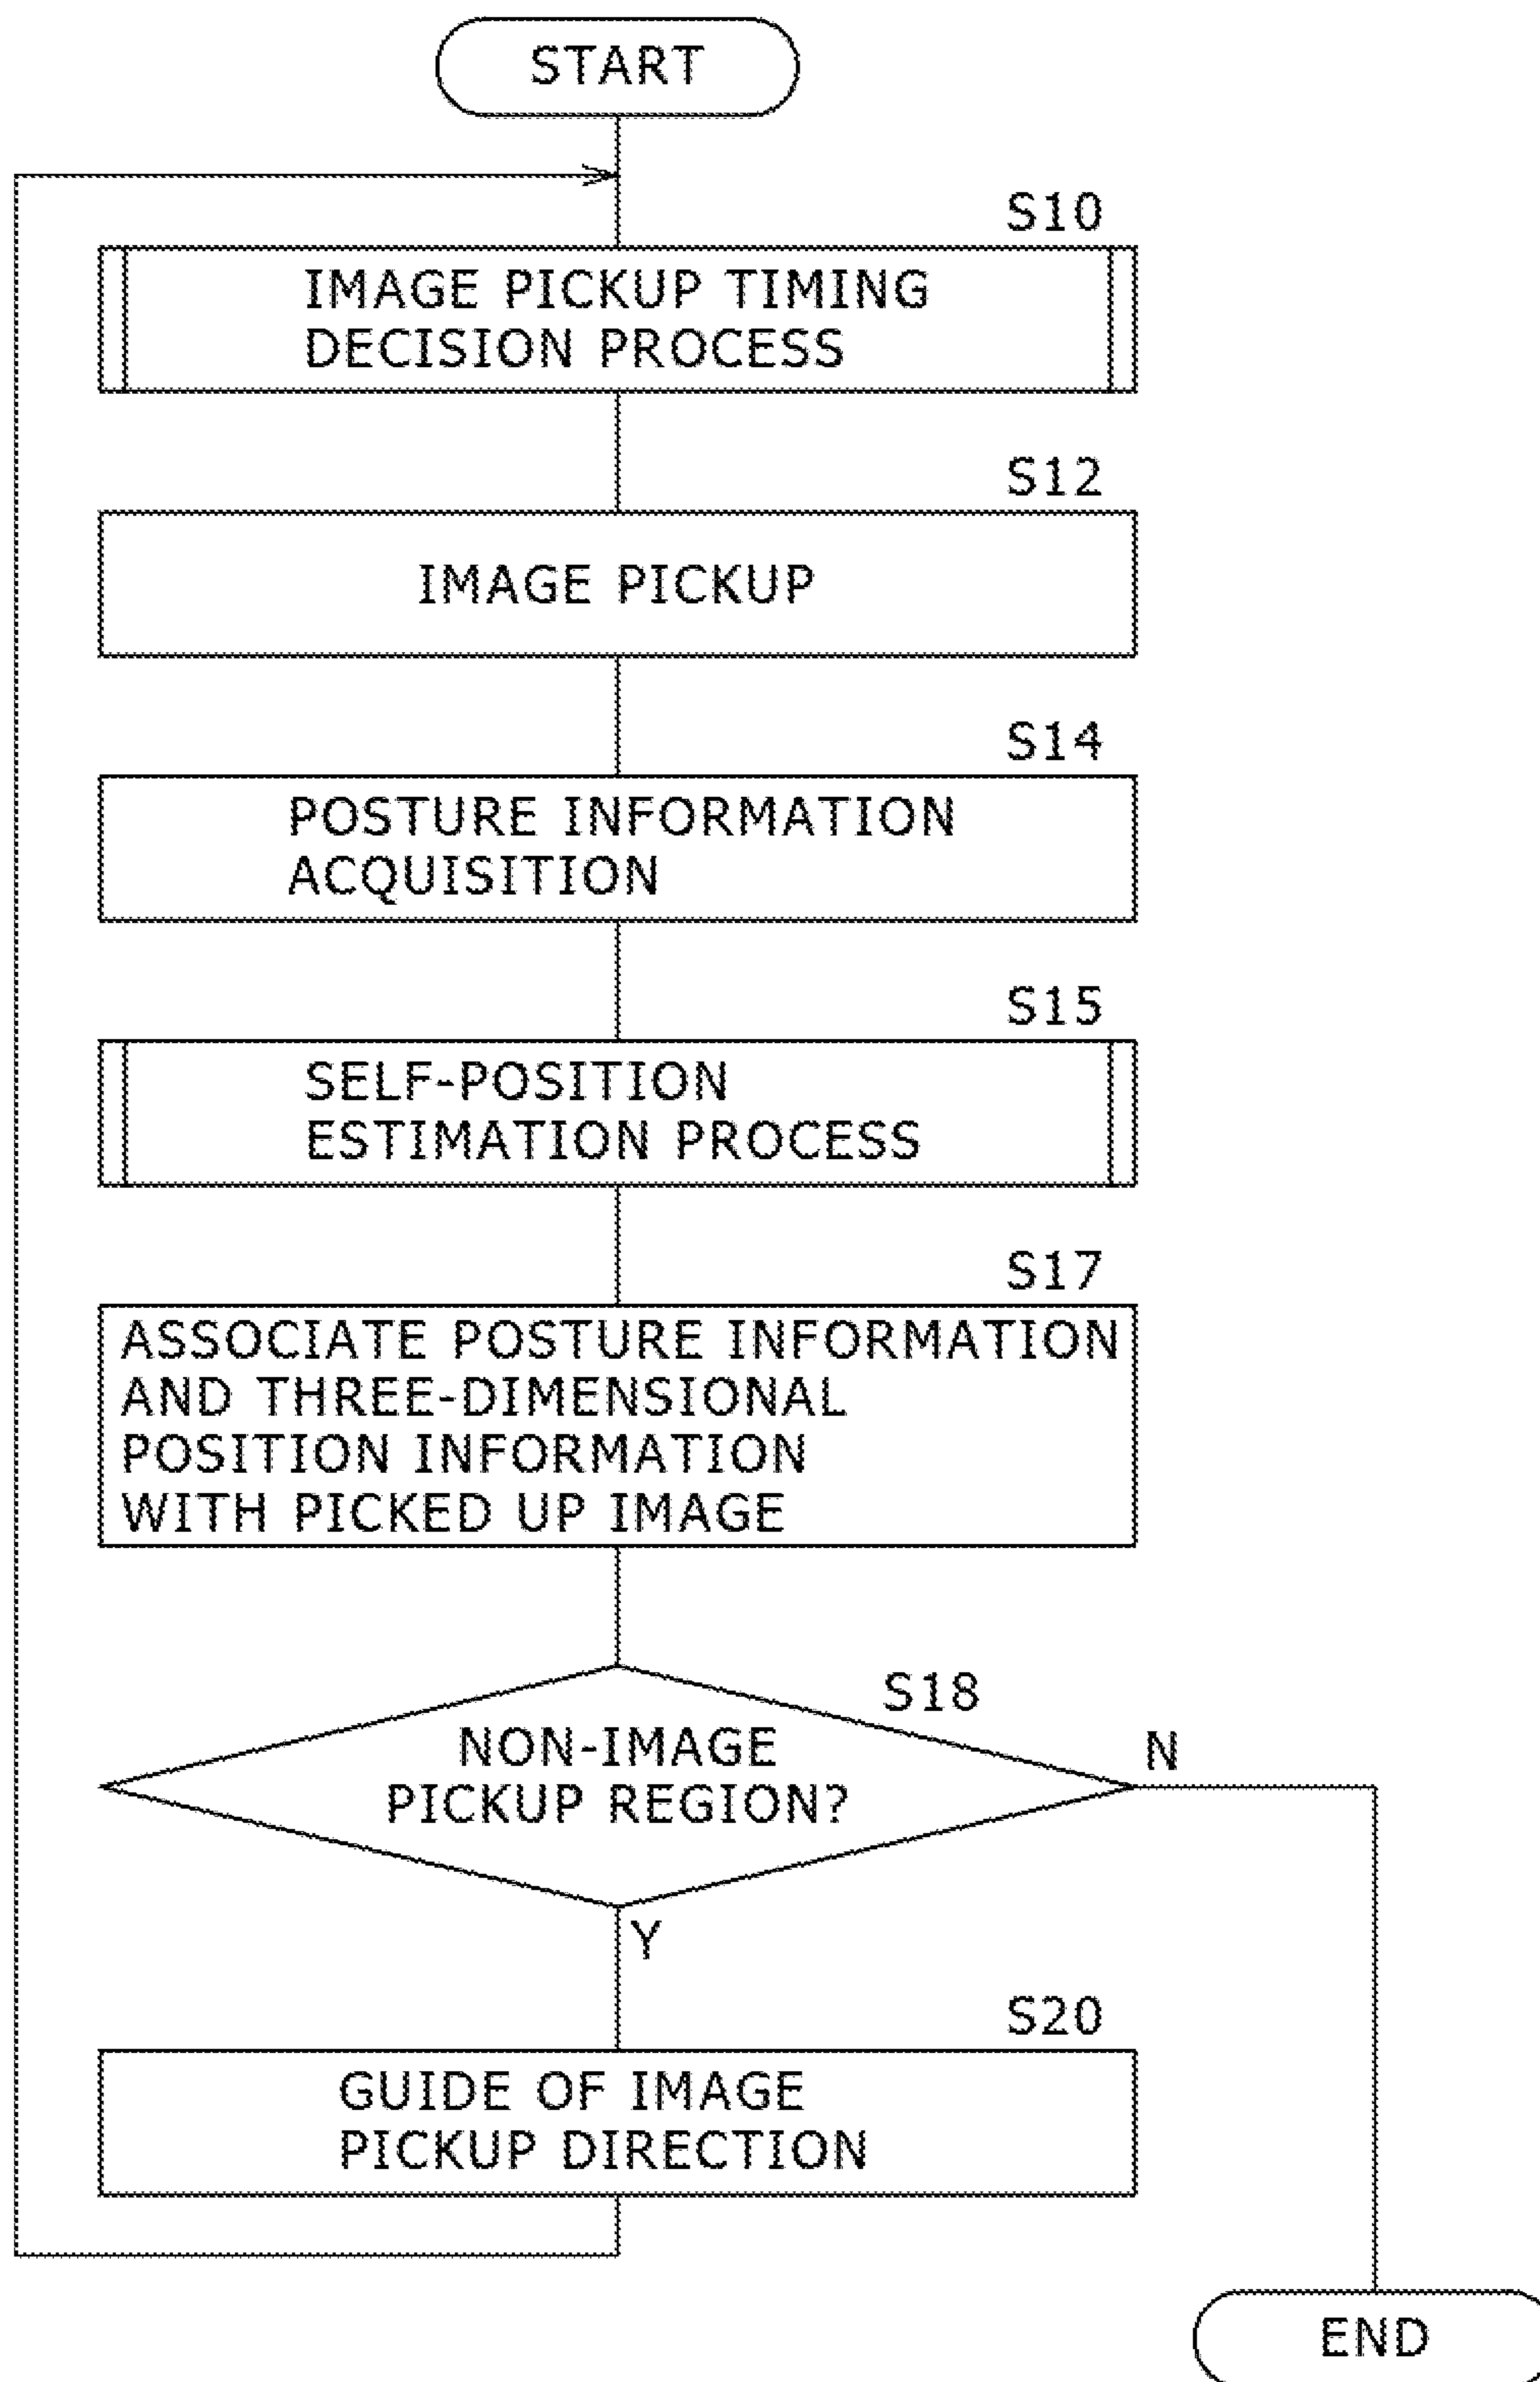 START
S10
IMAGE PICKUP TIMING
DECISION PROCESS
S12
IMAGE PICKUP
S14
POSTURE INFORMATION
ACQUISITION
S15
SELF-POSITION
ESTIMATION PROCESS
S17
ASSOCIATE POSTURE INFORMATION
AND THREE-DIMENSIONAL
POSITION INFORMATION
WITH PICKED UP IMAGE
S18
NON-IMAGE
PICKUP REGION?
N
Y
S20
GUIDE OF IMAGE
PICKUP DIRECTION
END